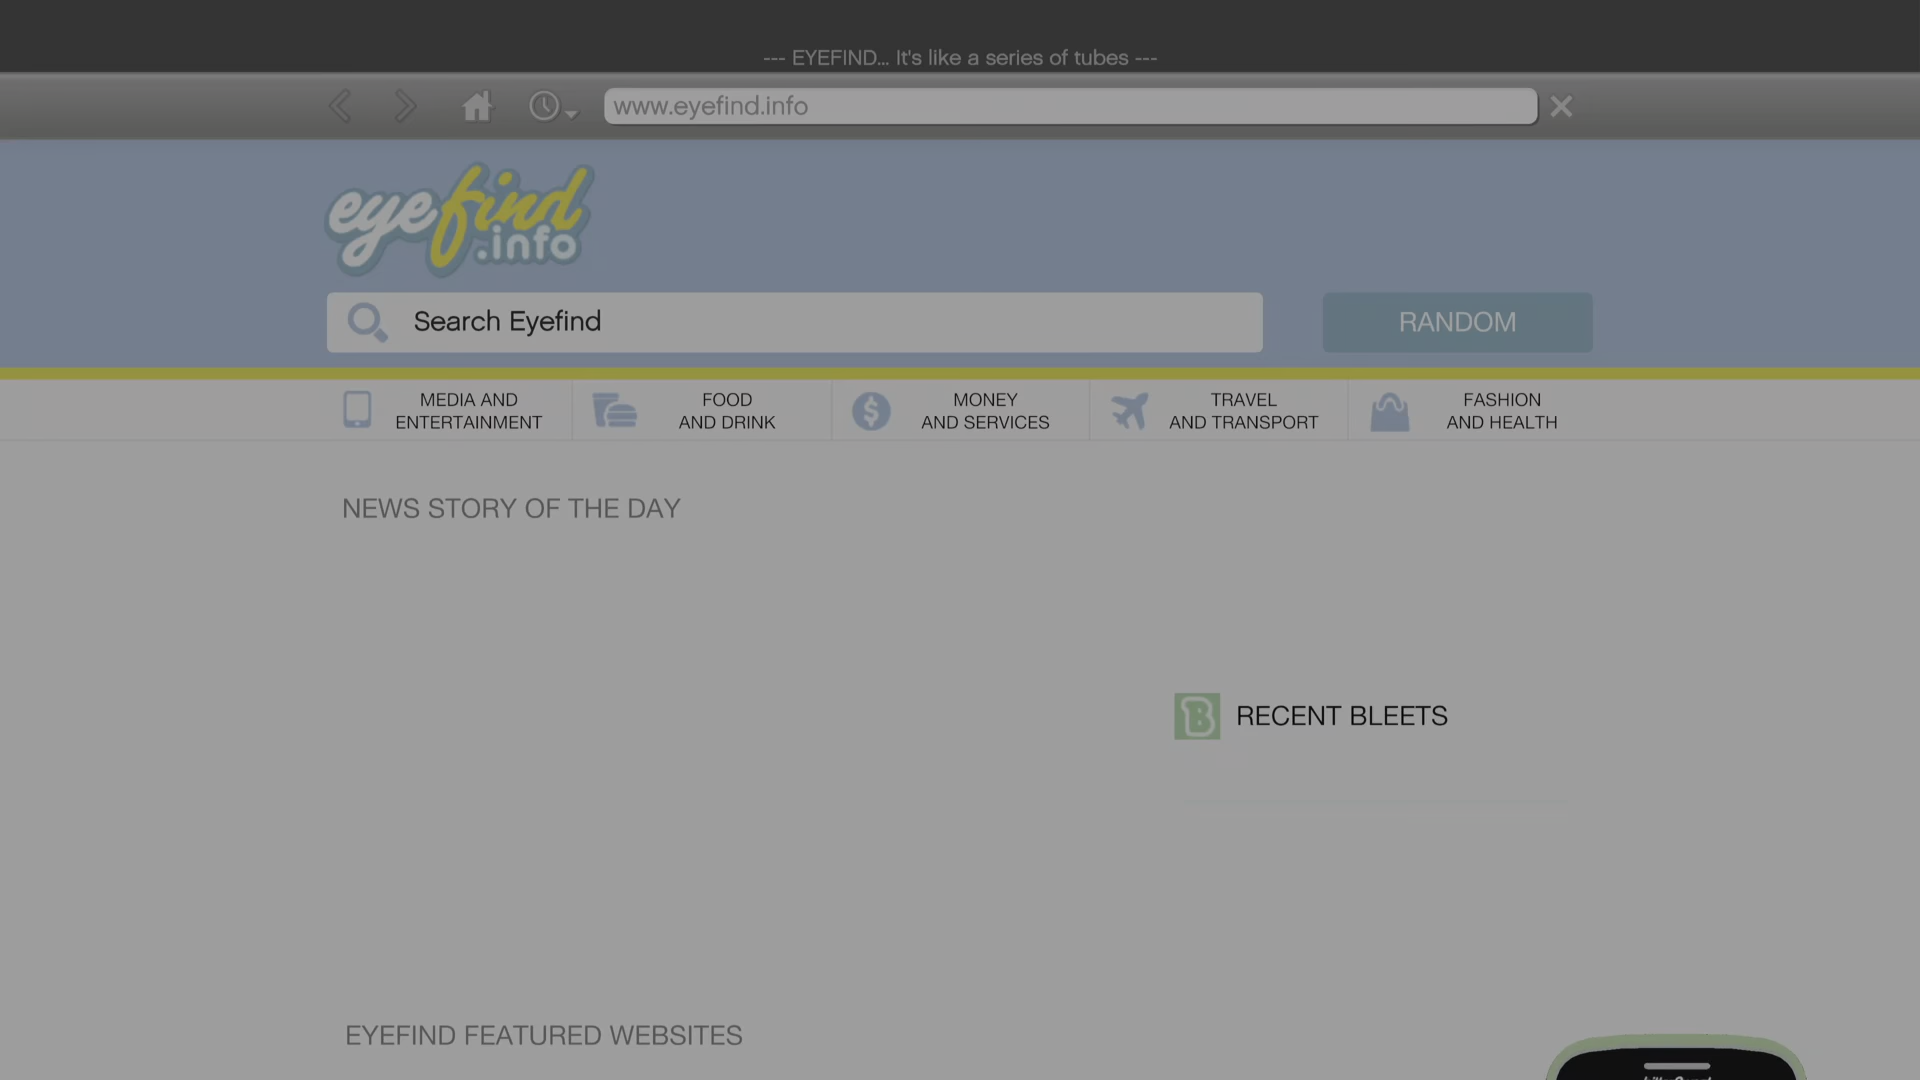 --- EYEFIND... It's like a series of tubes ---
www.eyefind.info
eyefind
.info
Search Eyefind
RANDOM
MEDIA AND
ENTERTAINMENT
FOOD
AND DRINK
MONEY
AND SERVICES
TRAVEL
AND TRANSPORT
FASHION
AND HEALTH
NEWS STORY OF THE DAY
B
RECENT BLEETS
EYEFIND FEATURED WEBSITES